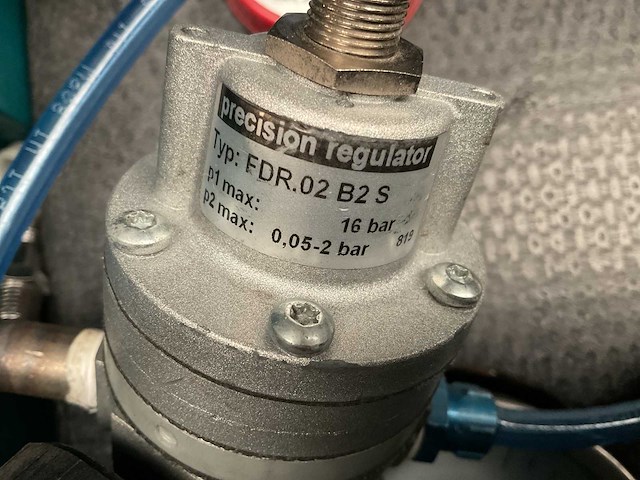 precision regulator
Typ: FDR.02 B2 S
p1 max: 16 bar
p2 max: 0,05-2 bar 819